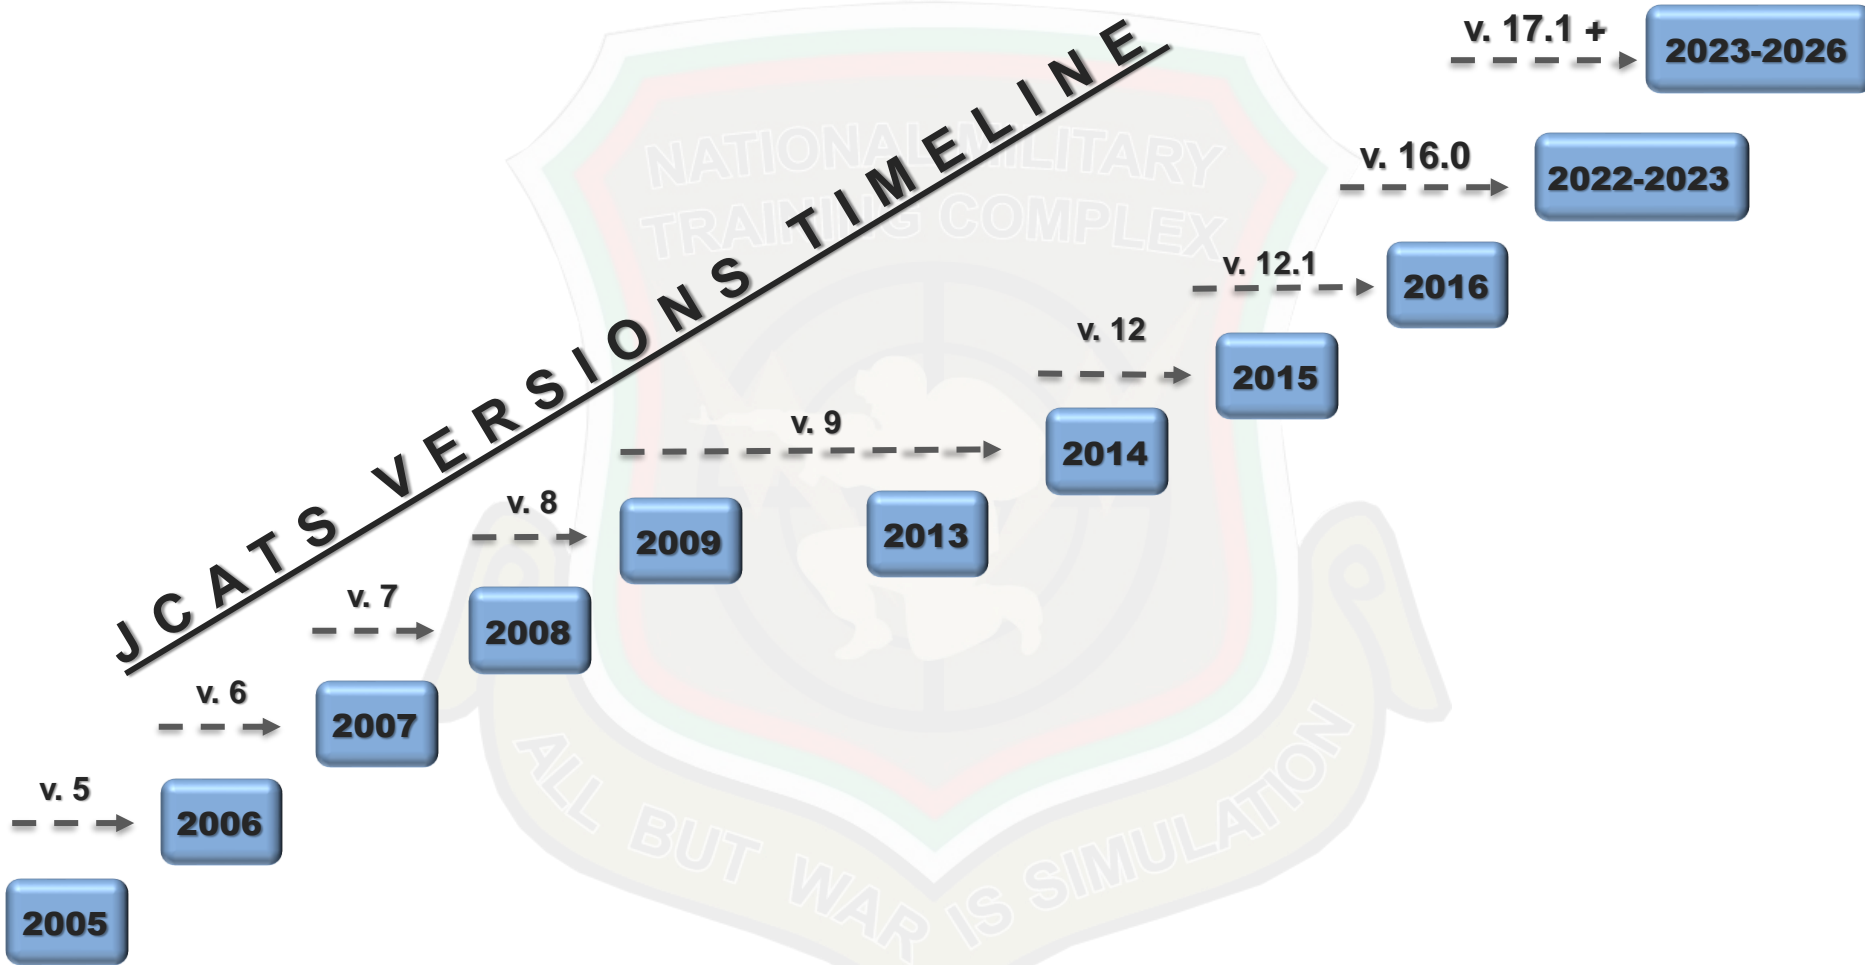 JCATS VERSIONS TIMELINE
v. 17.1 +
2023-2026
v. 16.0
2022-2023
v. 12.1
2016
v. 12
2015
v. 9
2014
v. 8
2009
2013
v. 7
2008
v. 6
2007
v. 5
2006
2005
NATIONAL MILITARY
TRAINING COMPLEX
ALL BUT WAR IS SIMULATION